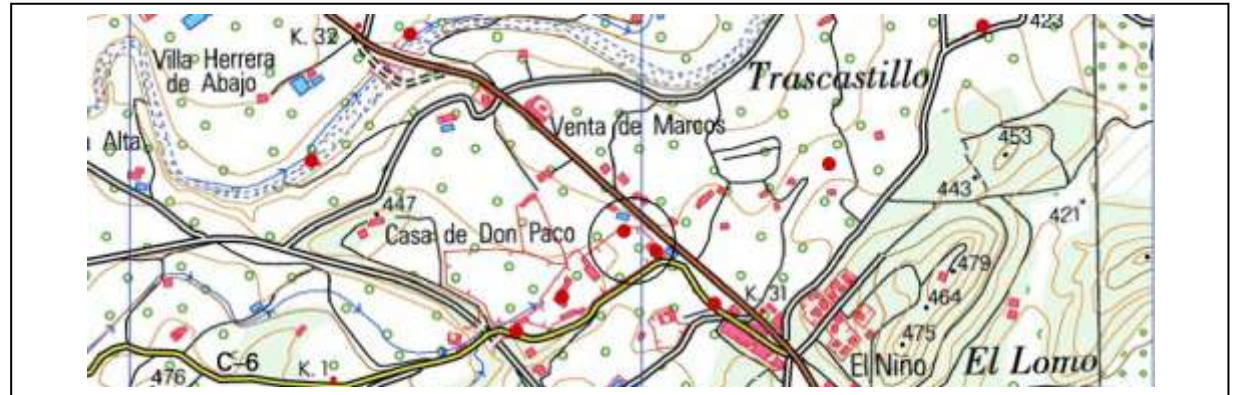 K. 32
423
Villa Herrera
de Abajo
Trascastillo
Venta de Marcos
Alta
453
443
447
421
Casa de Don Paco
479
K. 31
464
475
C-6
El Niño
El Lomo
K. 1
476